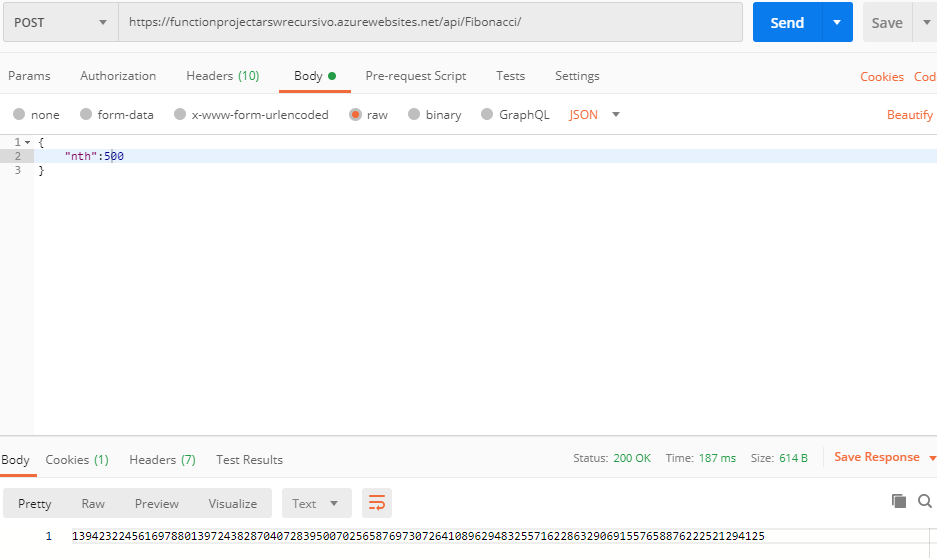 POST https://functionprojectarswrecursivo.azurewebsites.net/api/Fibonacci/ Send Save
Params Authorization Headers (10) Body Pre-request Script Tests Settings Cookies Cod
none form-data x-www-form-urlencoded raw binary GraphQL JSON Beautify
1 {
2 "nth":500
3 }
Body Cookies (1) Headers (7) Test Results Status: 200 OK Time: 187 ms Size: 614 B Save Response
Pretty Raw Preview Visualize Text
1 139423224561697880139724382870407283950070256587697307264108962948325571622863290691557658876222521294125